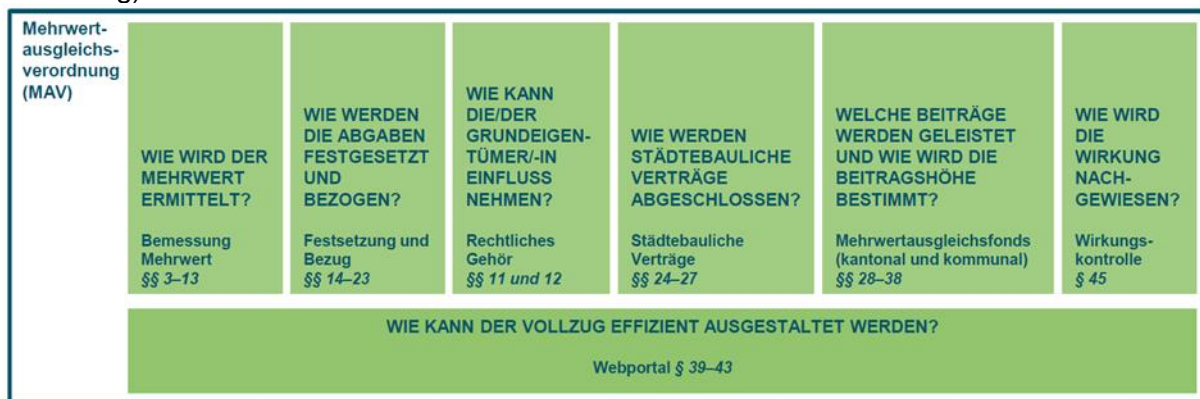 Mehrwert-
ausgleichs-
verordnung
(MAV)
WIE WIRD DER
MEHRWERT
ERMITTELT?
Bemessung
Mehrwert
§§ 3–13
WIE WERDEN
DIE ABGABEN
FESTGESETZT
UND
BEZOGEN?
Festsetzung und
Bezug
§§ 14–23
WIE KANN
DIE/DER
GRUNDEIGEN-
TÜMER/-IN
EINFLUSS
NEHMEN?
Rechtliches
Gehör
§§ 11 und 12
WIE WERDEN
STÄDTEBAULICHE
VERTRÄGE
ABGESCHLOSSEN?
Städtebauliche
Verträge
§§ 24–27
WELCHE BEITRÄGE
WERDEN GELEISTET
UND WIE WIRD DIE
BEITRAGSHÖHE
BESTIMMT?
Mehrwertausgleichsfonds
(kantonal und kommunal)
§§ 28–38
WIE WIRD
DIE
WIRKUNG
NACH-
GEWIESEN?
Wirkungs-
kontrolle
§ 45
WIE KANN DER VOLLZUG EFFIZIENT AUSGESTALTET WERDEN?
Webportal § 39–43